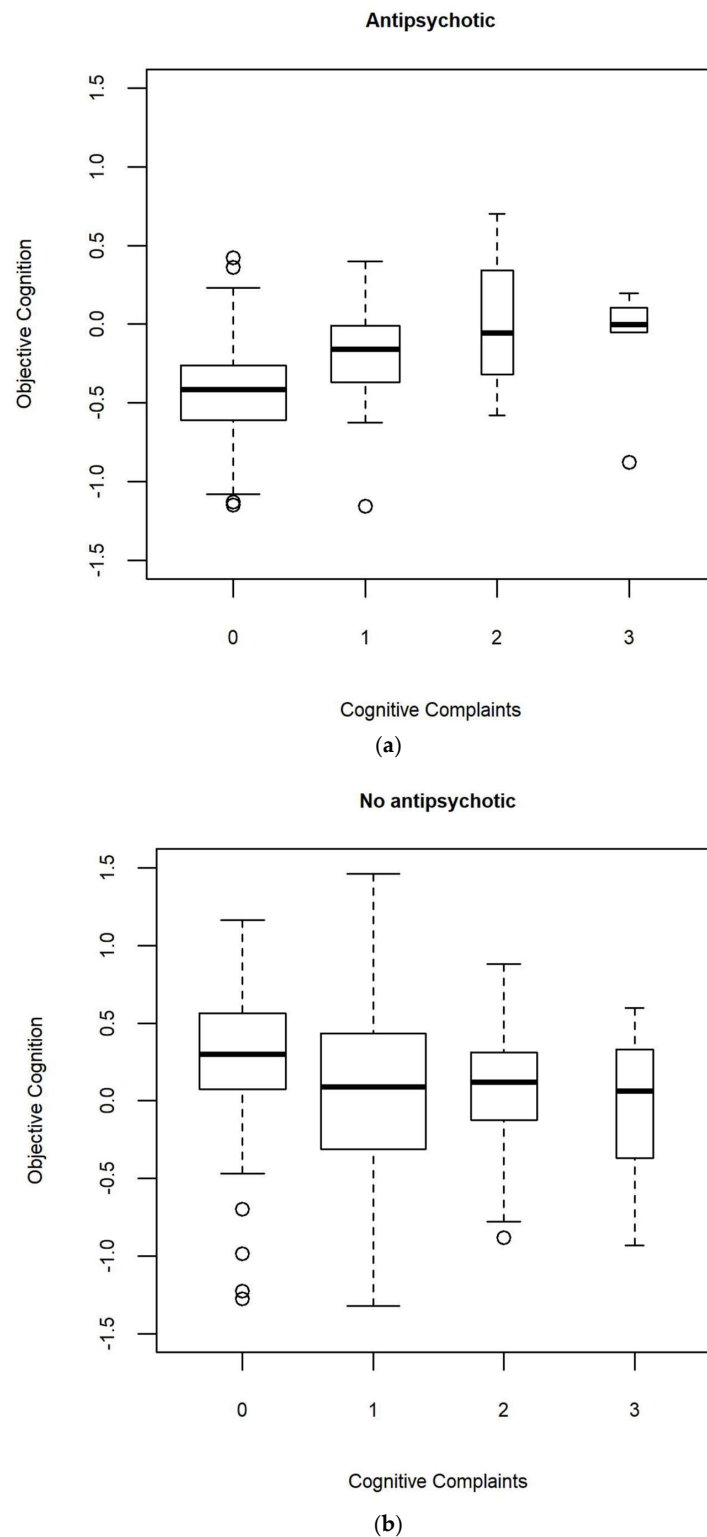 Antipsychotic
1.5
1.0
0.5
0.0
-0.5
-1.0
-1.5
Objective Cognition
0 1 2 3
Cognitive Complaints
(a)
No antipsychotic
1.5
1.0
0.5
0.0
-0.5
-1.0
-1.5
Objective Cognition
0 1 2 3
Cognitive Complaints
(b)